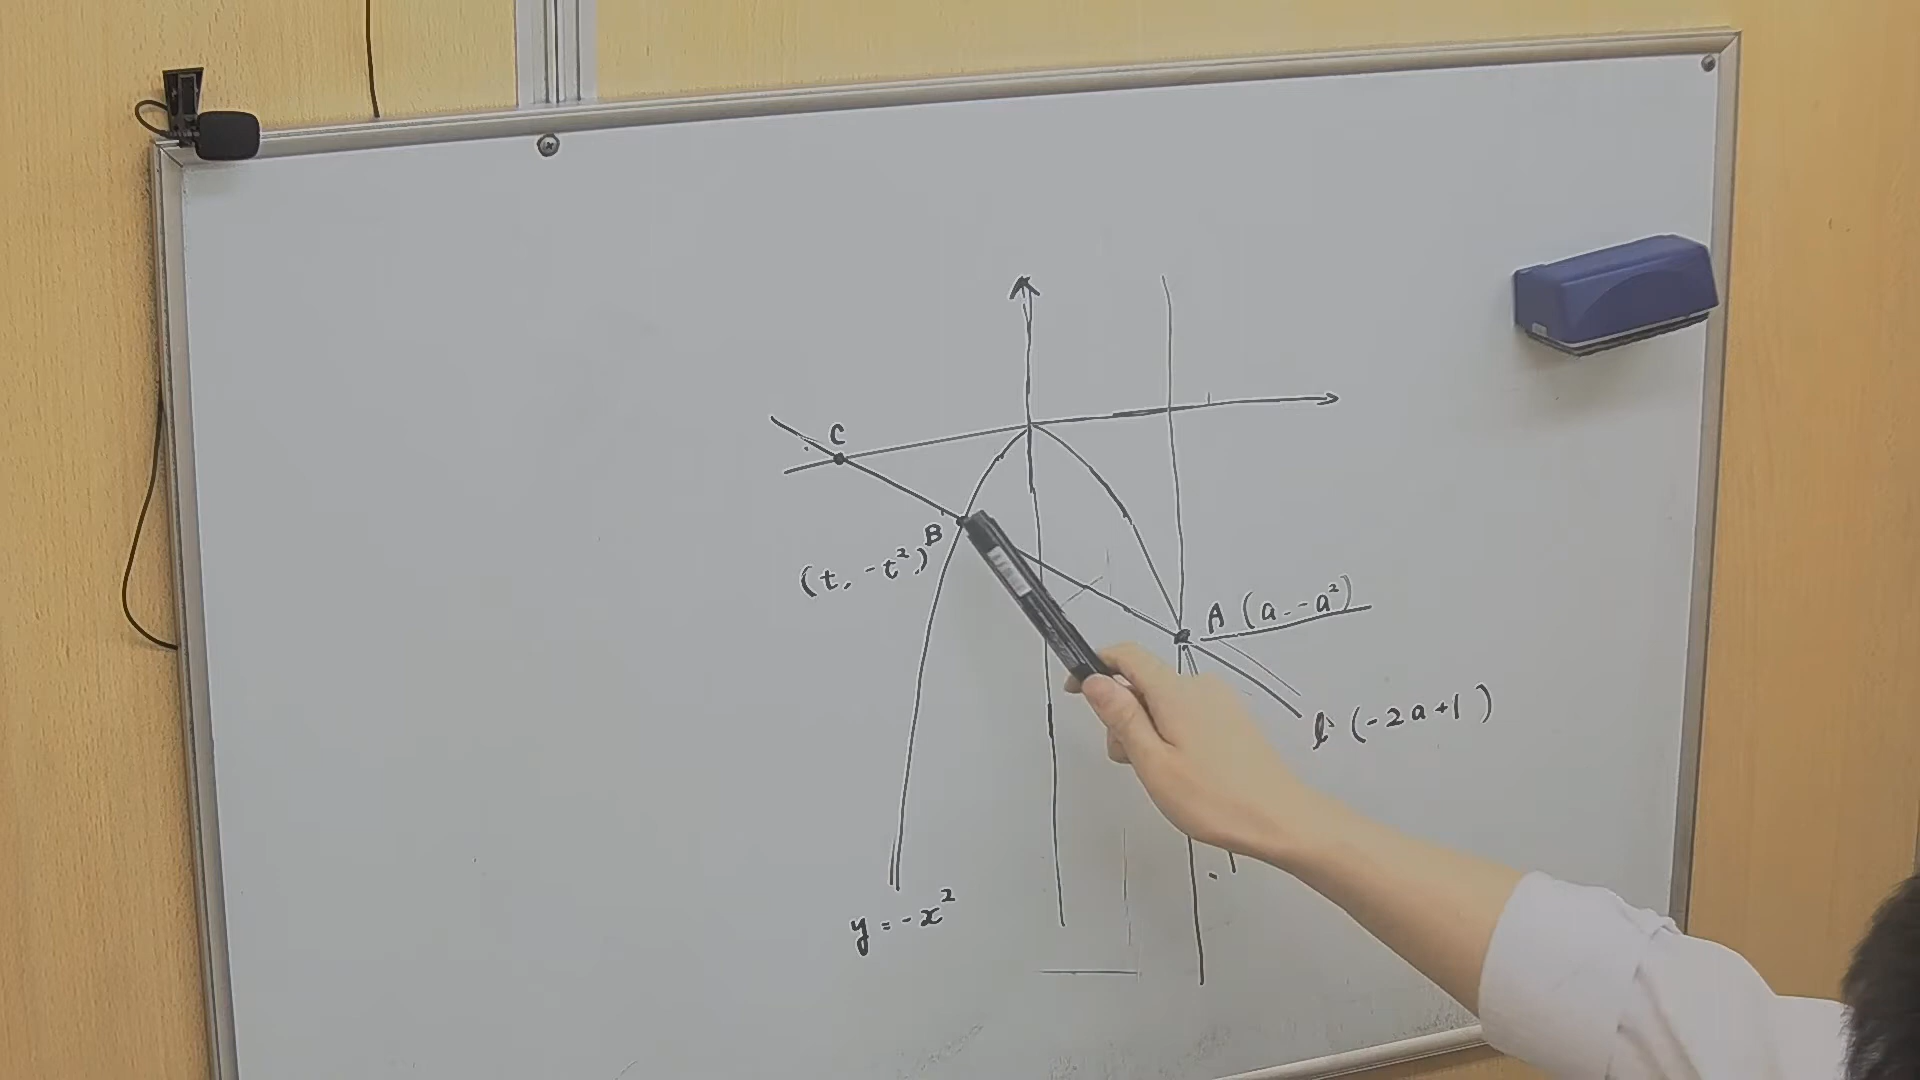 C
B
(t, -t²)
A (a, -a²)
l: (-2a+1)
y = -x²